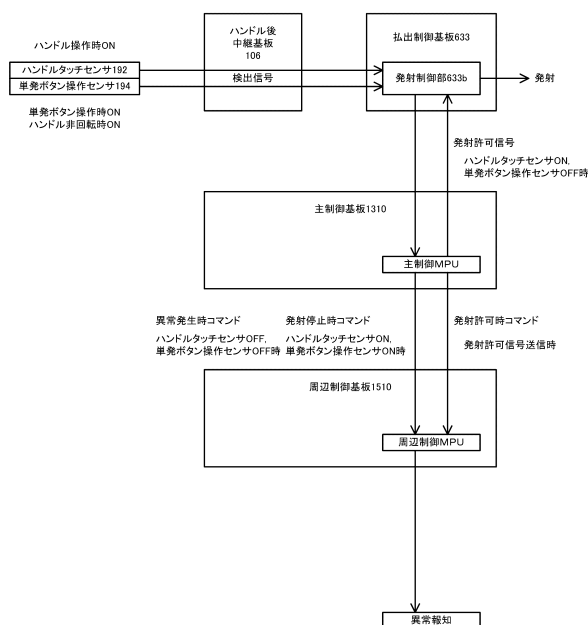 ハンドル操作時ON
ハンドルタッチセンサ192
単発ボタン操作センサ194
単発ボタン操作時ON
ハンドル非回転時ON
ハンドル後
中継基板
106
検出信号
払出制御基板633
発射制御部633b
発射
発射許可信号
ハンドルタッチセンサON,
単発ボタン操作センサOFF時
主制御基板1310
主制御MPU
異常発生時コマンド
ハンドルタッチセンサOFF,
単発ボタン操作センサOFF時
発射停止時コマンド
ハンドルタッチセンサON,
単発ボタン操作センサON時
発射許可時コマンド
発射許可信号送信時
周辺制御基板1510
周辺制御MPU
異常報知